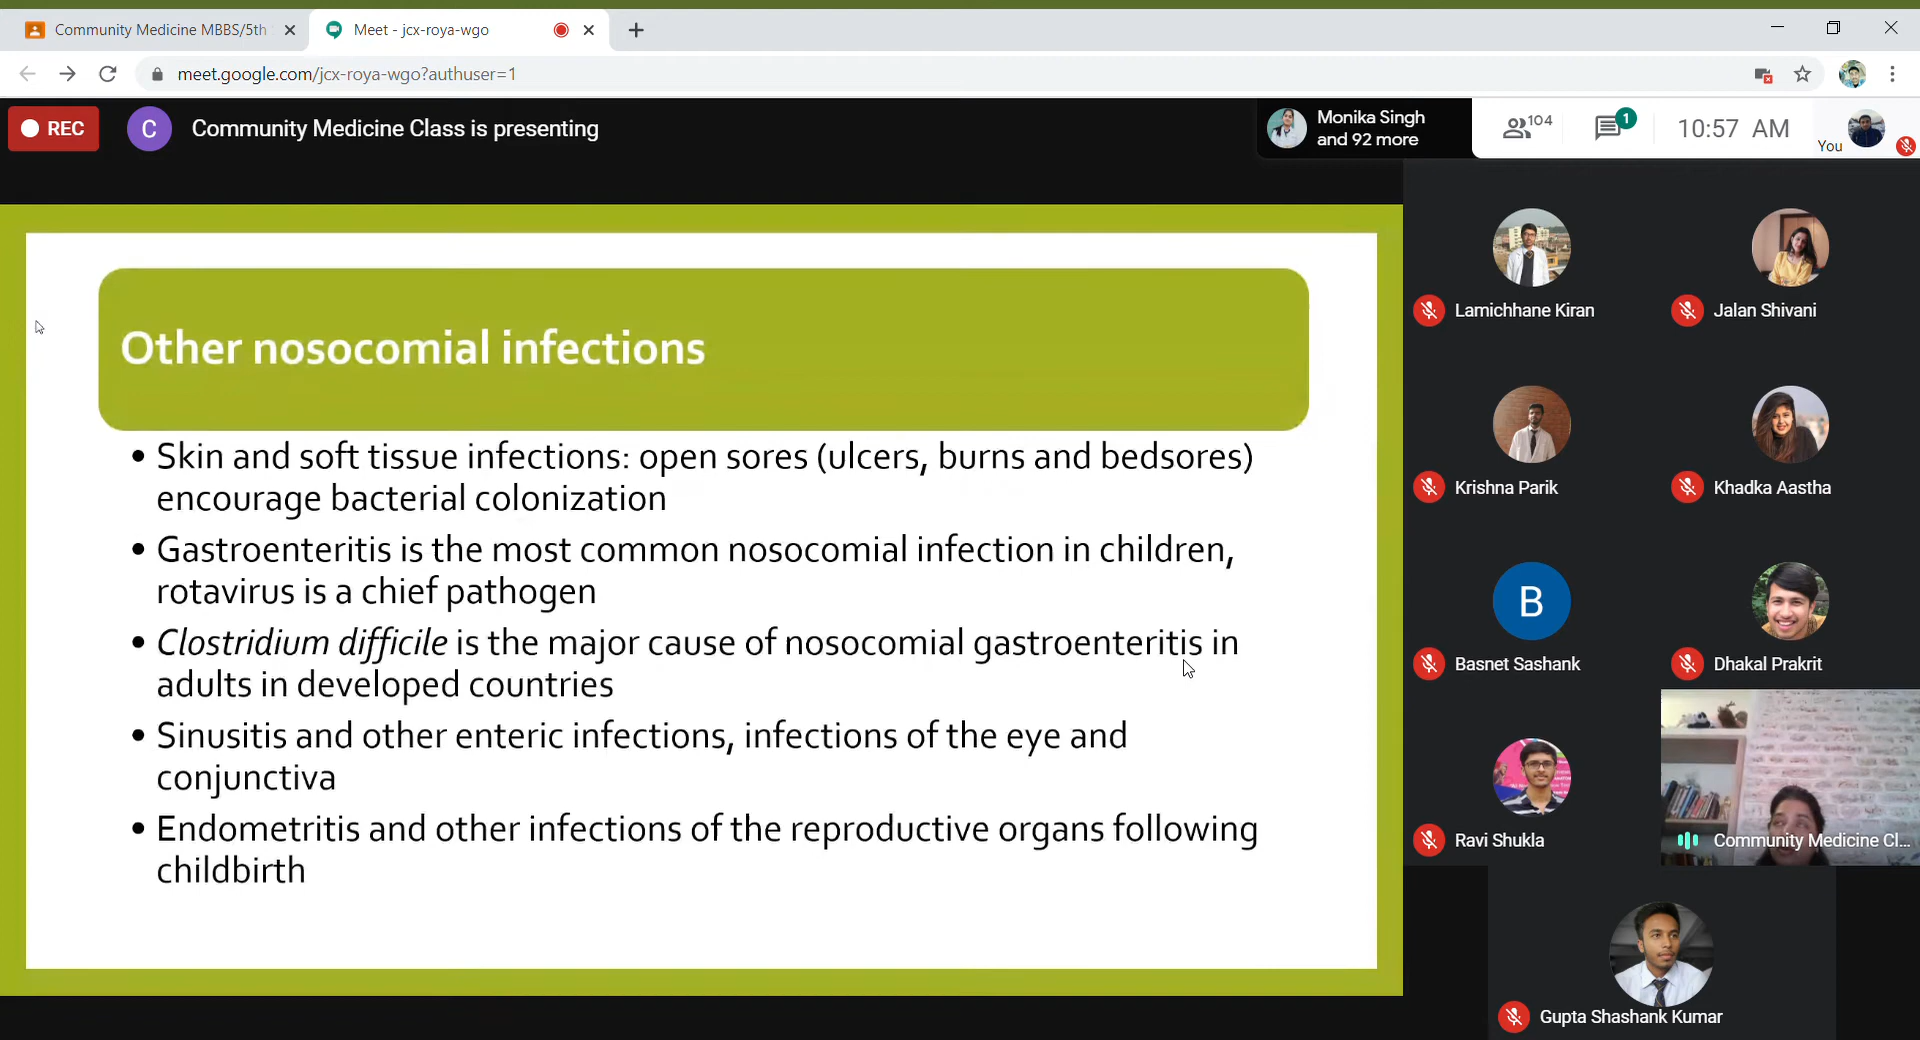 Community Medicine MBBS/5th
Meet - jcx-roya-wgo
meet.google.com/jcx-roya-wgo?authuser=1
REC
C
Community Medicine Class is presenting
Monika Singh
and 92 more
104
1
10:57 AM
You
Other nosocomial infections
• Skin and soft tissue infections: open sores (ulcers, burns and bedsores)
encourage bacterial colonization
• Gastroenteritis is the most common nosocomial infection in children,
rotavirus is a chief pathogen
• Clostridium difficile is the major cause of nosocomial gastroenteritis in
adults in developed countries
• Sinusitis and other enteric infections, infections of the eye and
conjunctiva
• Endometritis and other infections of the reproductive organs following
childbirth
Lamichhane Kiran
Jalan Shivani
Krishna Parik
Khadka Aastha
B
Basnet Sashank
Dhakal Prakrit
Ravi Shukla
Community Medicine Cl...
Gupta Shashank Kumar